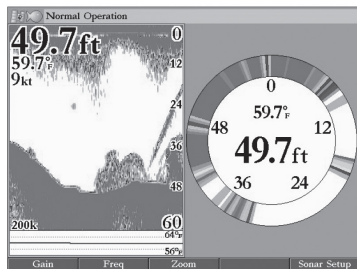 Normal Operation
49.7ft
59.7°F
9kt
0
12
24
36
48
60
200k
64°F
56°F
0
12
24
36
48
59.7°F
49.7ft
Gain Freq Zoom Sonar Setup